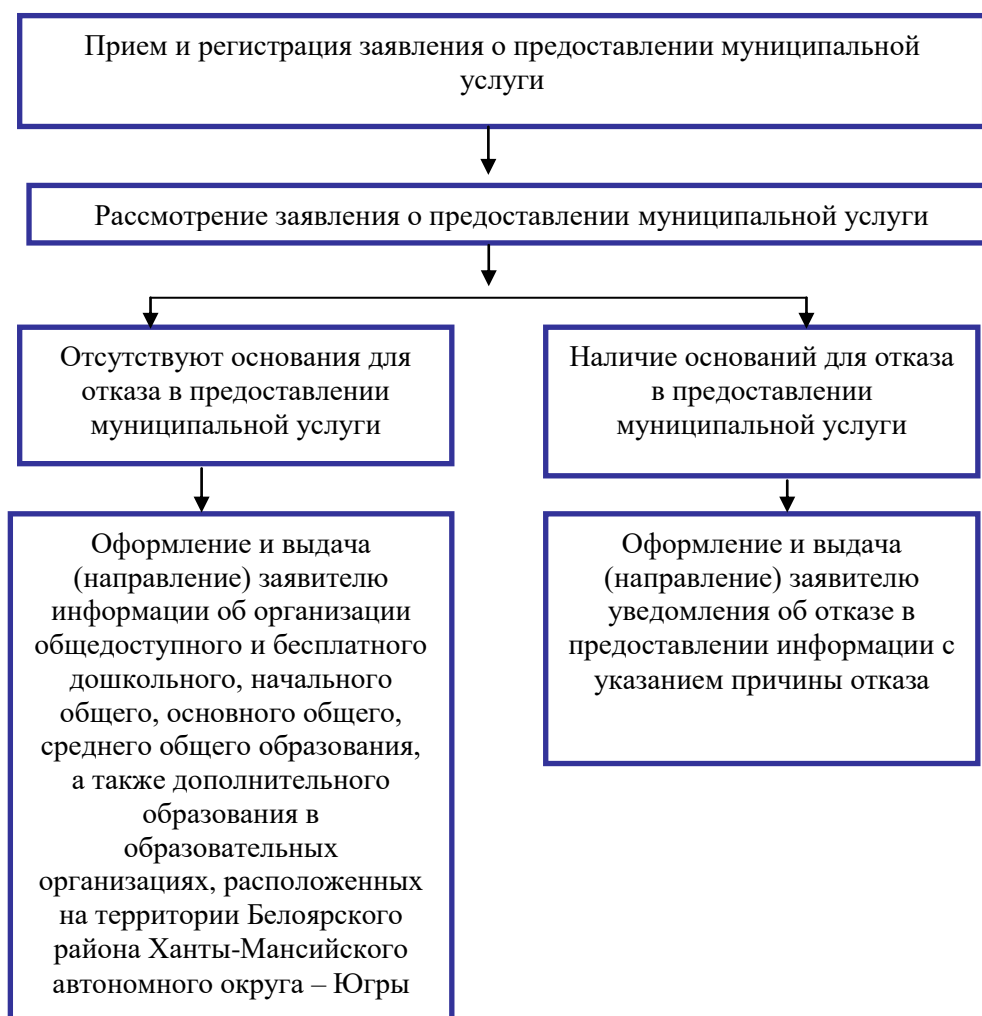 Прием и регистрация заявления о предоставлении муниципальной
услуги
Рассмотрение заявления о предоставлении муниципальной услуги
Отсутствуют основания для
отказа в предоставлении
муниципальной услуги
Наличие оснований для отказа
в предоставлении
муниципальной услуги
Оформление и выдача
(направление) заявителю
информации об организации
общедоступного и бесплатного
дошкольного, начального
общего, основного общего,
среднего общего образования,
а также дополнительного
образования в
образовательных
организациях, расположенных
на территории Белоярского
района Ханты-Мансийского
автономного округа – Югры
Оформление и выдача
(направление) заявителю
уведомления об отказе в
предоставлении информации с
указанием причины отказа